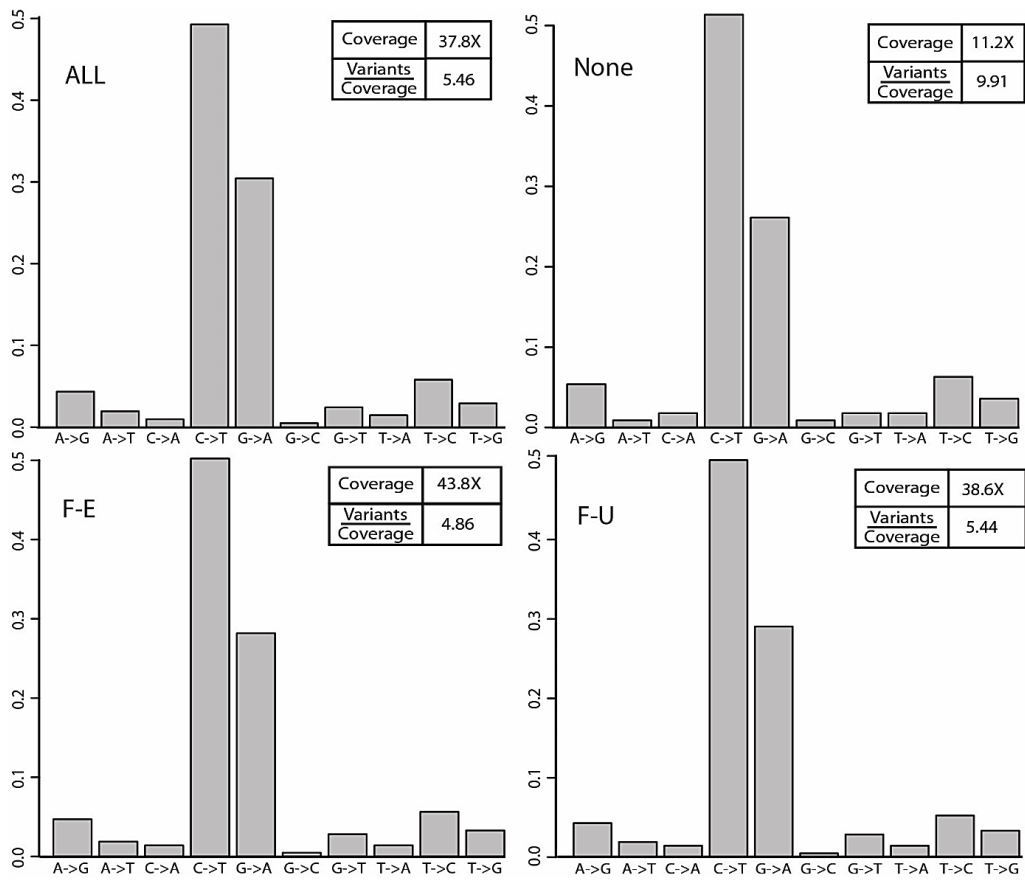 ALL
Coverage 37.8X
Variants
Coverage 5.46
0.5
0.4
0.3
0.2
0.1
0.0
A->G A->T C->A C->T G->A G->C G->T T->A T->C T->G
None
Coverage 11.2X
Variants
Coverage 9.91
0.5
0.4
0.3
0.2
0.1
0.0
A->G A->T C->A C->T G->A G->C G->T T->A T->C T->G
F-E
Coverage 43.8X
Variants
Coverage 4.86
0.5
0.4
0.3
0.2
0.1
0.0
A->G A->T C->A C->T G->A G->C G->T T->A T->C T->G
F-U
Coverage 38.6X
Variants
Coverage 5.44
0.5
0.4
0.3
0.2
0.1
0.0
A->G A->T C->A C->T G->A G->C G->T T->A T->C T->G